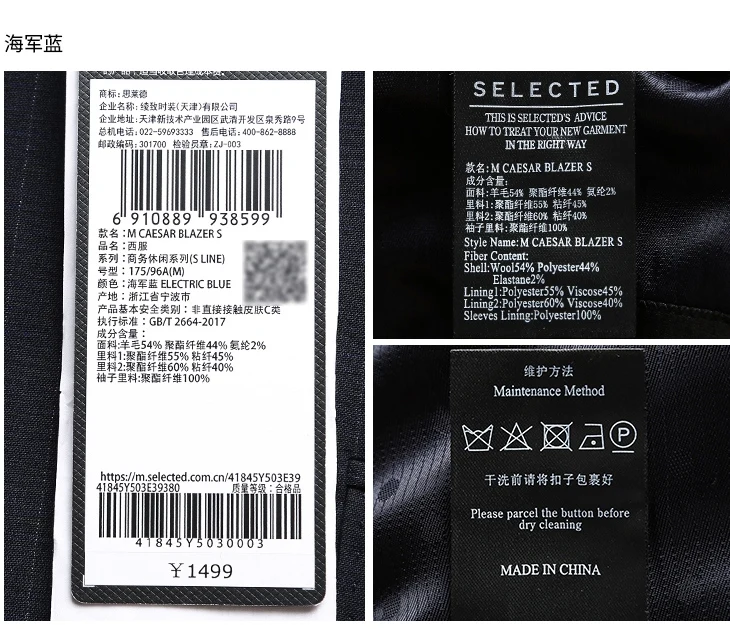 海军蓝
商标: 思莱德
企业名称: 绫致时装(天津)有限公司
企业地址: 天津新技术产业园区武清开发区泉秀路9号
总机电话: 022-59693333 售后电话: 400-862-8888
邮政编码: 301700 检验员章: ZJ-003
6 910889 938599
款名: M CAESAR BLAZER S
品名: 西服
系列: 商务休闲系列(S LINE)
号型: 175/96A(M)
颜色: 海军蓝 ELECTRIC BLUE
产地: 浙江省宁波市
产品基本安全类别: 非直接接触皮肤C类
执行标准: GB/T 2664-2017
成分含量:
面料:羊毛54% 聚酯纤维44% 氨纶2%
里料1:聚酯纤维55% 粘纤45%
里料2:聚酯纤维60% 粘纤40%
袖子里料:聚酯纤维100%
https://m.selected.com.cn/41845Y503E39
41845Y503E39380 质量等级: 合格品
41845Y5030003
￥1499
SELECTED
THIS IS SELECTED'S ADVICE
HOW TO TREAT YOUR NEW GARMENT
IN THE RIGHT WAY
款名: M CAESAR BLAZER S
成分含量:
面料:羊毛54% 聚酯纤维44% 氨纶2%
里料1:聚酯纤维55% 粘纤45%
里料2:聚酯纤维60% 粘纤40%
袖子里料:聚酯纤维100%
Style Name: M CAESAR BLAZER S
Fiber Content:
Shell:Wool54% Polyester44%
Elastane2%
Lining1:Polyester55% Viscose45%
Lining2:Polyester60% Viscose40%
Sleeves Lining:Polyester100%
维护方法
Maintenance Method
P
干洗前请将扣子包裹好
Please parcel the button before
dry cleaning
MADE IN CHINA